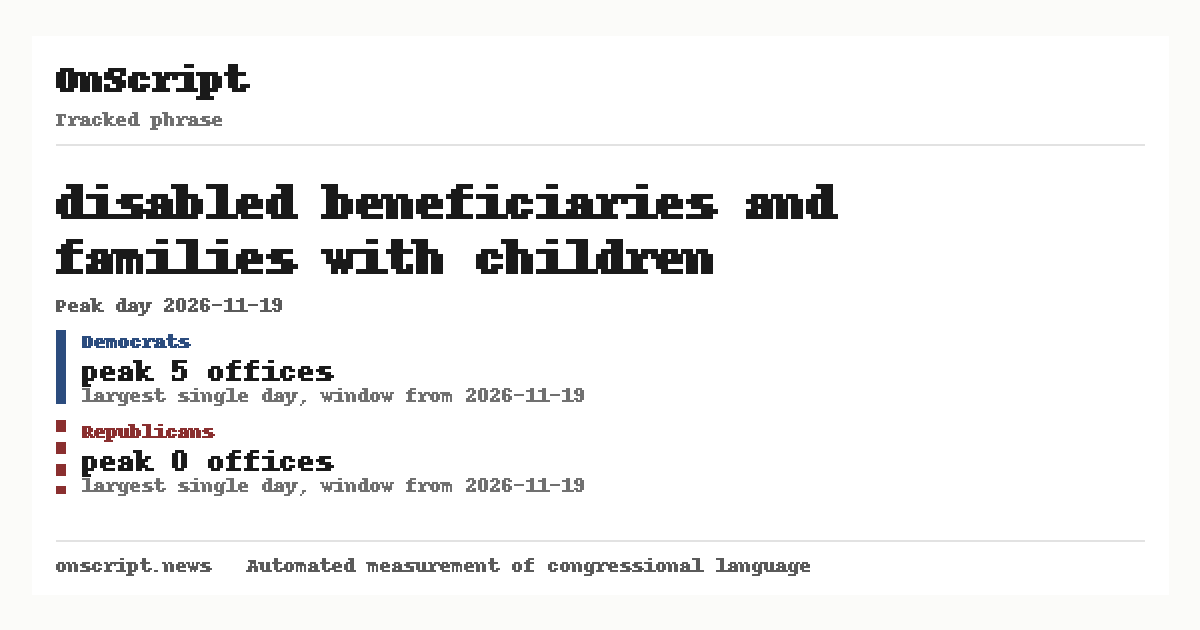 OnScript
Tracked phrase
disabled beneficiaries and
families with children
Peak day 2026-11-19
Democrats
peak 5 offices
largest single day, window from 2026-11-19
Republicans
peak 0 offices
largest single day, window from 2026-11-19
onscript.news Automated measurement of congressional language